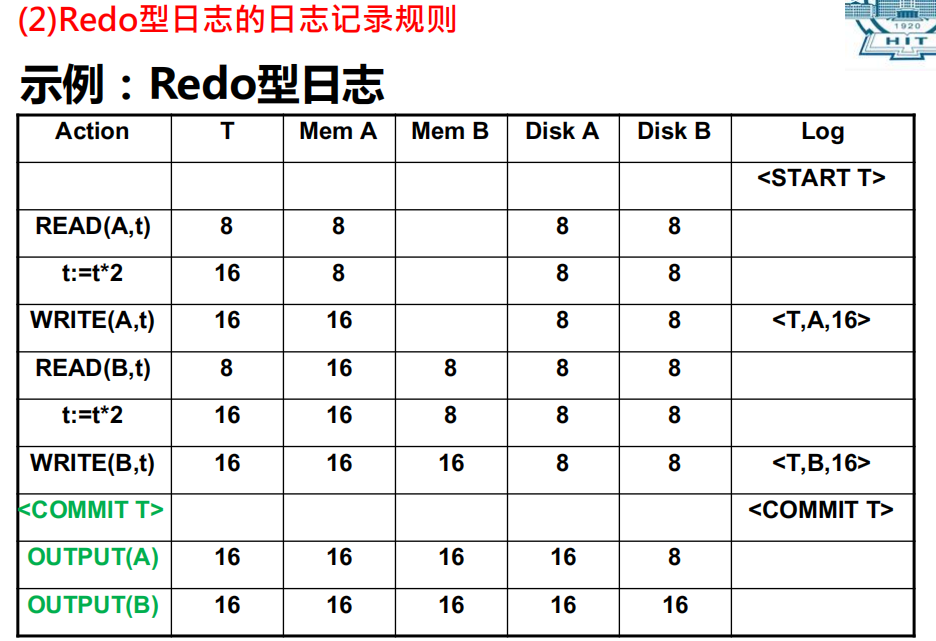 (2)Redo型日志的日志记录规则
1920
HIT
示例：Redo型日志
Action T Mem A Mem B Disk A Disk B Log
<START T>
READ(A,t) 8 8 8 8
t:=t*2 16 8 8 8
WRITE(A,t) 16 16 8 8 <T,A,16>
READ(B,t) 8 16 8 8 8
t:=t*2 16 16 8 8 8
WRITE(B,t) 16 16 16 8 8 <T,B,16>
<COMMIT T> <COMMIT T>
OUTPUT(A) 16 16 16 16 8
OUTPUT(B) 16 16 16 16 16